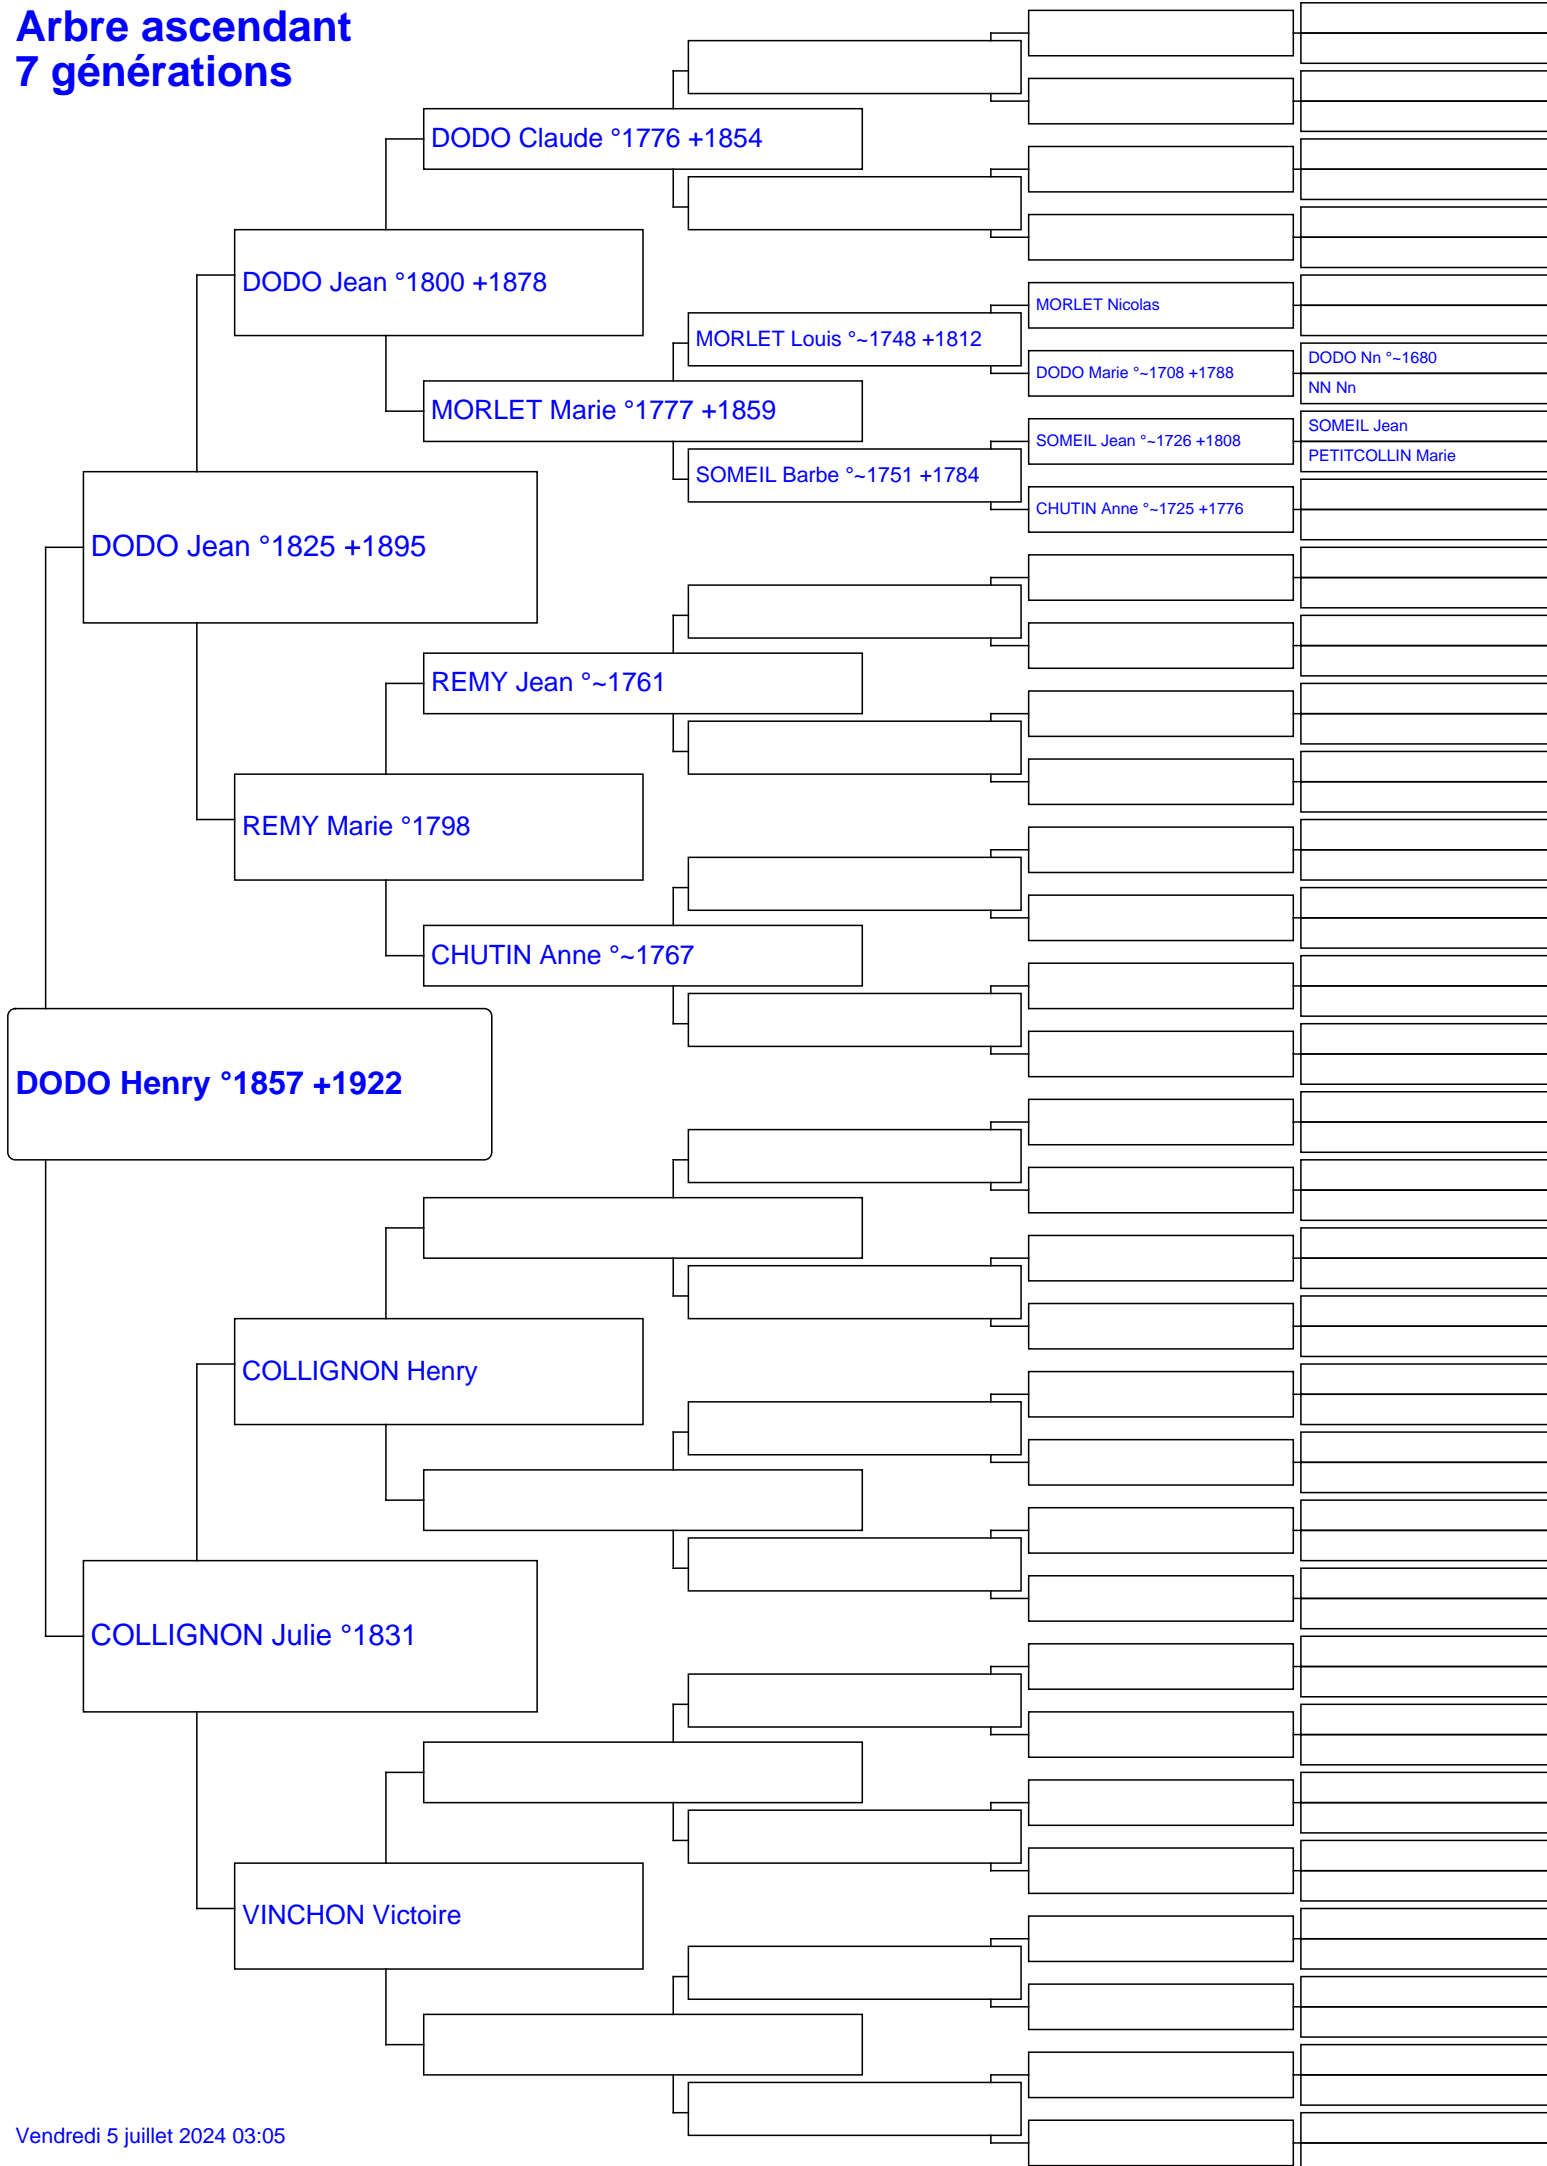 Arbre ascendant
7 générations
DODO Claude °1776 +1854
DODO Jean °1800 +1878
MORLET Nicolas
MORLET Louis °~1748 +1812
DODO Nn °~1680
DODO Marie °~1708 +1788
NN Nn
MORLET Marie °1777 +1859
SOMEIL Jean
SOMEIL Jean °~1726 +1808
PETITCOLLIN Marie
SOMEIL Barbe °~1751 +1784
CHUTIN Anne °~1725 +1776
DODO Jean °1825 +1895
REMY Jean °~1761
REMY Marie °1798
CHUTIN Anne °~1767
DODO Henry °1857 +1922
COLLIGNON Henry
COLLIGNON Julie °1831
VINCHON Victoire
Vendredi 5 juillet 2024 03:05